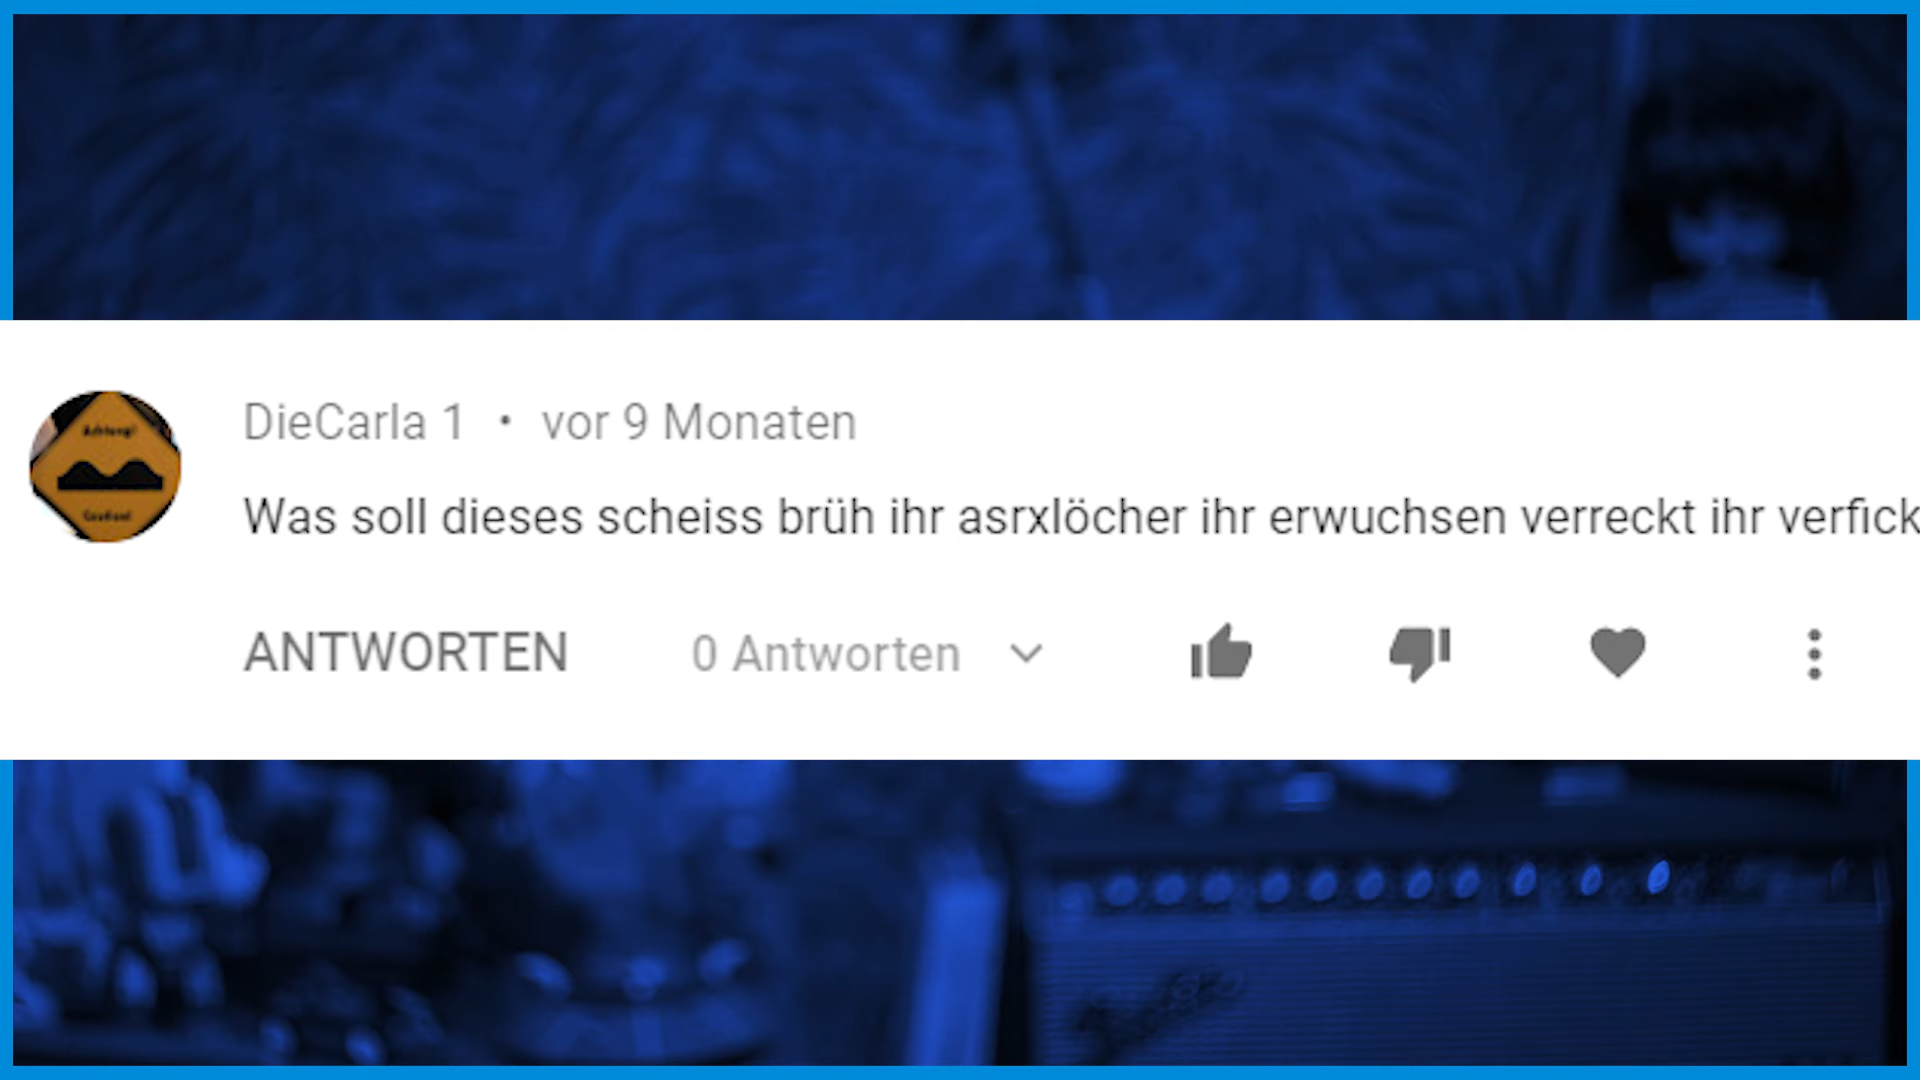 DieCarla 1 • vor 9 Monaten
Was soll dieses scheiss brüh ihr asrxlöcher ihr erwuchsen verreckt ihr verfick
ANTWORTEN 0 Antworten
Achtung!